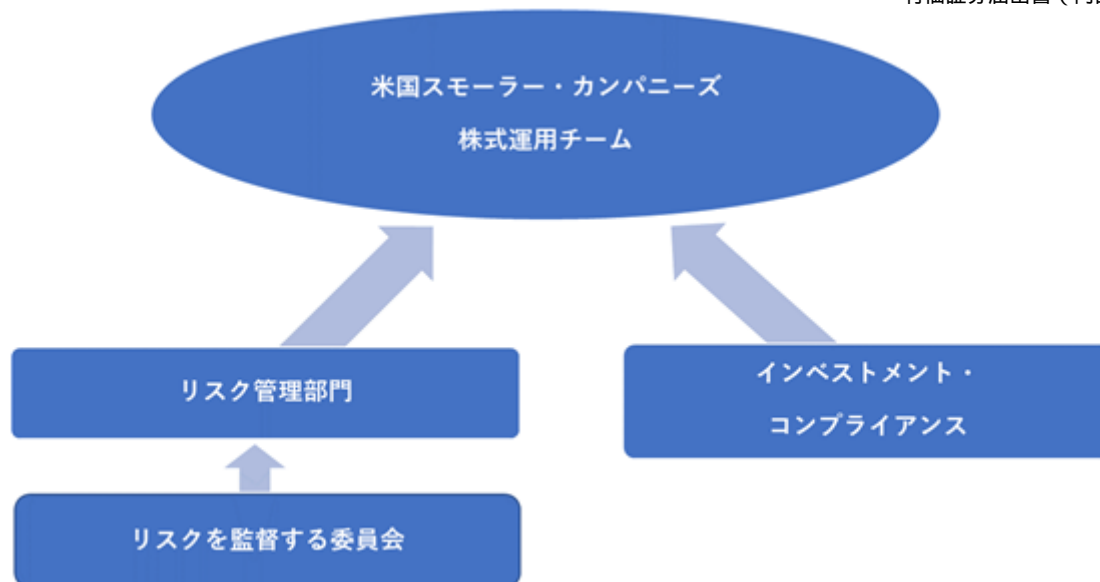 米国スモーラー・カンパニーズ
株式運用チーム
リスク管理部門
インベストメント・
コンプライアンス
リスクを監督する委員会